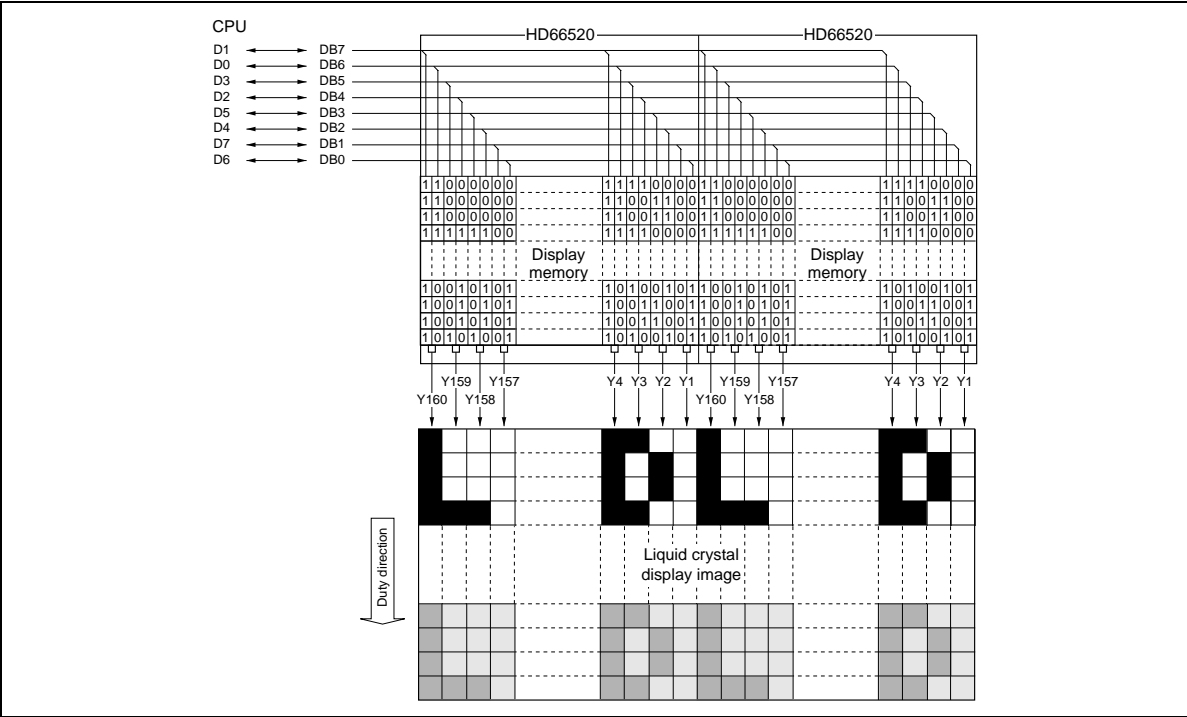 CPU
HD66520 HD66520
D1 DB7
D0 DB6
D3 DB5
D2 DB4
D5 DB3
D4 DB2
D7 DB1
D6 DB0
1 1 0 0 0 0 0 0 1 1 1 1 0 0 0 0 1 1 0 0 0 0 0 0 1 1 1 1 0 0 0 0
1 1 0 0 0 0 0 0 1 1 0 0 1 1 0 0 1 1 0 0 0 0 0 0 1 1 0 0 1 1 0 0
1 1 0 0 0 0 0 0 1 1 0 0 1 1 0 0 1 1 0 0 0 0 0 0 1 1 0 0 1 1 0 0
1 1 1 1 1 1 0 0 1 1 1 1 0 0 0 0 1 1 1 1 1 1 0 0 1 1 1 1 0 0 0 0
Display Display
memory memory
1 0 0 1 0 1 0 1 1 0 1 0 0 1 0 1 1 0 0 1 0 1 0 1 1 0 1 0 0 1 0 1
1 0 0 1 0 1 0 1 1 0 0 1 1 0 0 1 1 0 0 1 0 1 0 1 1 0 0 1 1 0 0 1
1 0 0 1 0 1 0 1 1 0 0 1 1 0 0 1 1 0 0 1 0 1 0 1 1 0 0 1 1 0 0 1
1 0 1 0 1 0 0 1 1 0 1 0 0 1 0 1 1 0 1 0 1 0 0 1 1 0 1 0 0 1 0 1
Y159 Y157 Y4 Y3 Y2 Y1 Y159 Y157 Y4 Y3 Y2 Y1
Y160 Y158 Y160 Y158
Liquid crystal
display image
Duty direction